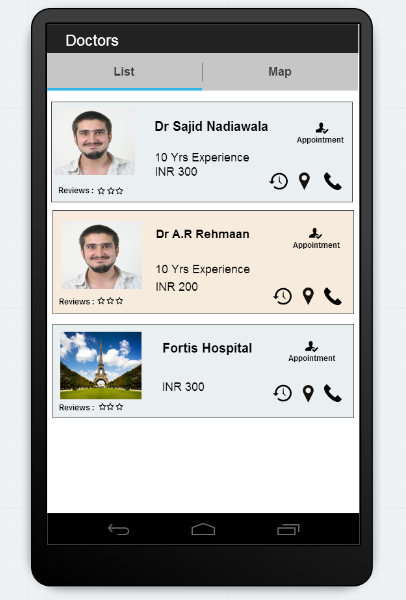 Doctors
List
Map
Dr Sajid Nadiawala
Appointment
10 Yrs Experience
INR 300
Reviews :
Dr A.R Rehmaan
Appointment
10 Yrs Experience
INR 200
Reviews :
Fortis Hospital
Appointment
INR 300
Reviews :